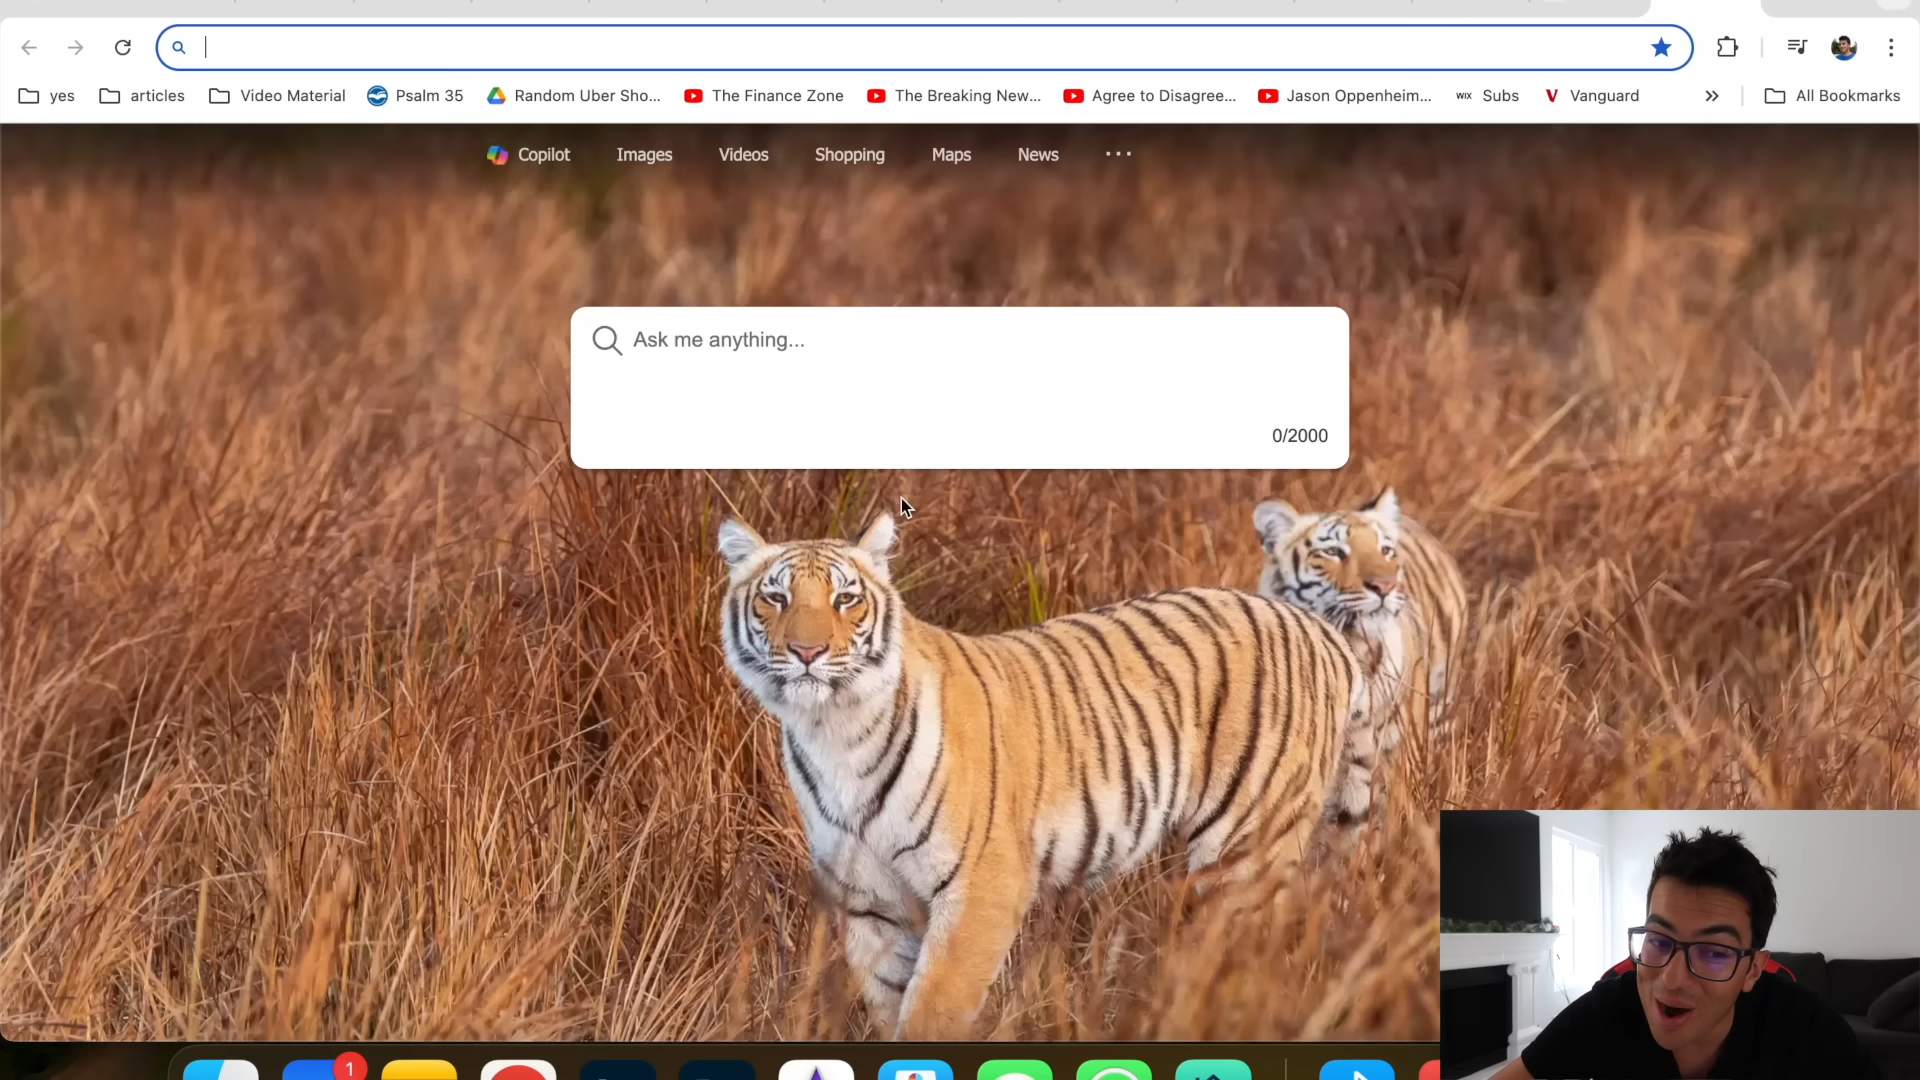 yes articles Video Material Psalm 35 Random Uber Sho... The Finance Zone The Breaking New... Agree to Disagree... Jason Oppenheim... WIX Subs V Vanguard All Bookmarks
Copilot Images Videos Shopping Maps News
Ask me anything...
0/2000
1